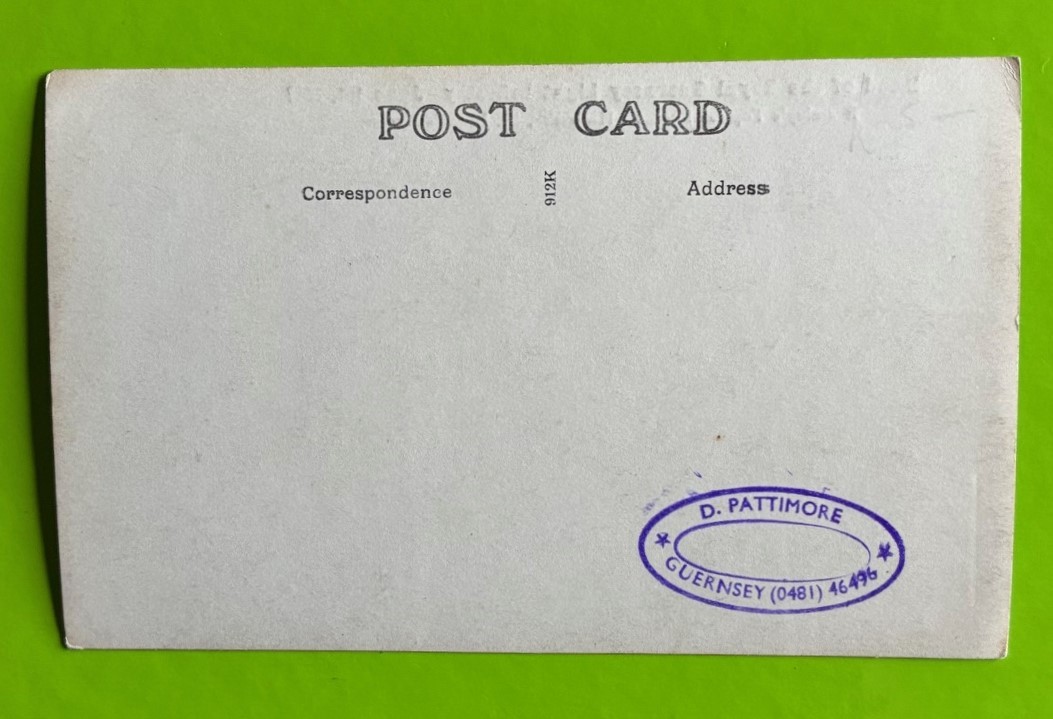 POST CARD
Correspondence
912K
Address
D. PATTIMORE
GUERNSEY (0481) 46496